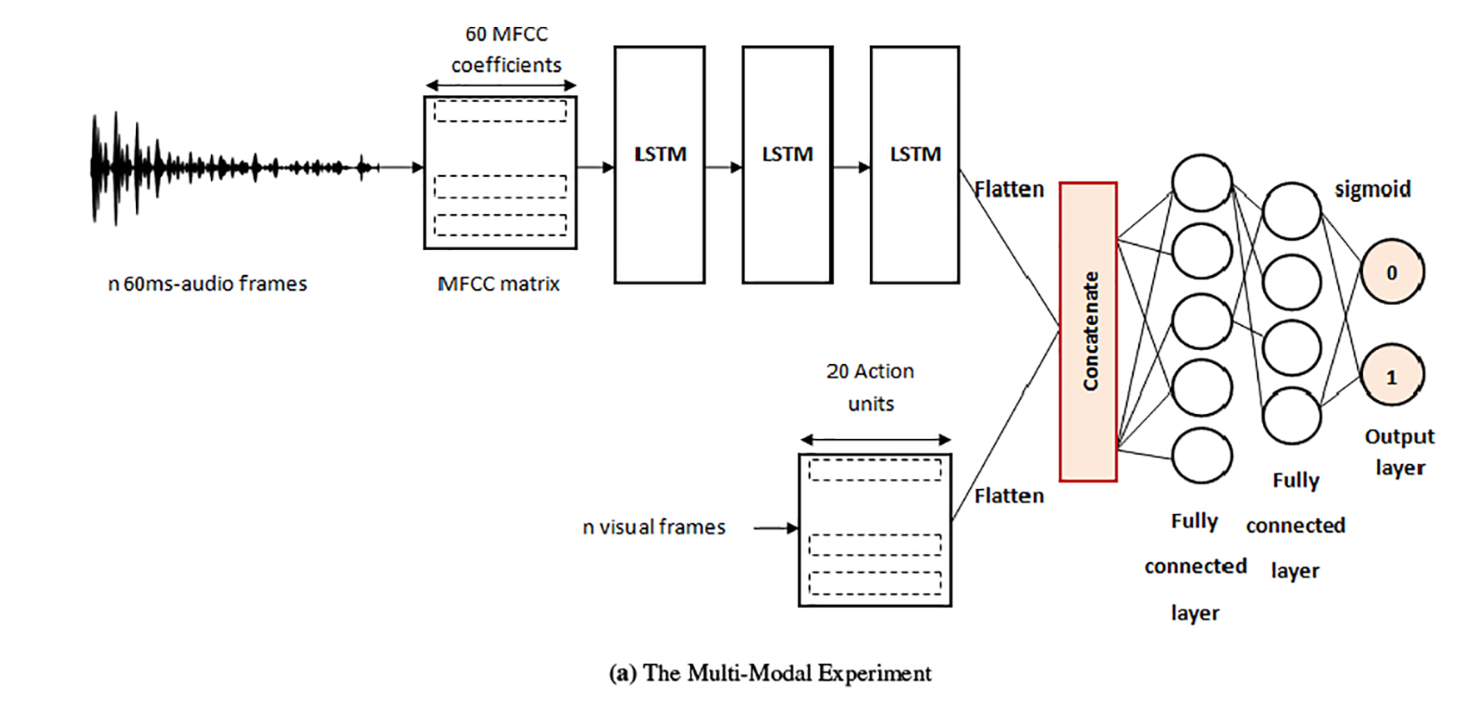 60 MFCC
coefficients
n 60ms-audio frames
MFCC matrix
LSTM
LSTM
LSTM
Flatten
20 Action
units
n visual frames
Flatten
Concatenate
sigmoid
0
1
Output
layer
Fully
connected
layer
Fully
connected
layer
(a) The Multi-Modal Experiment